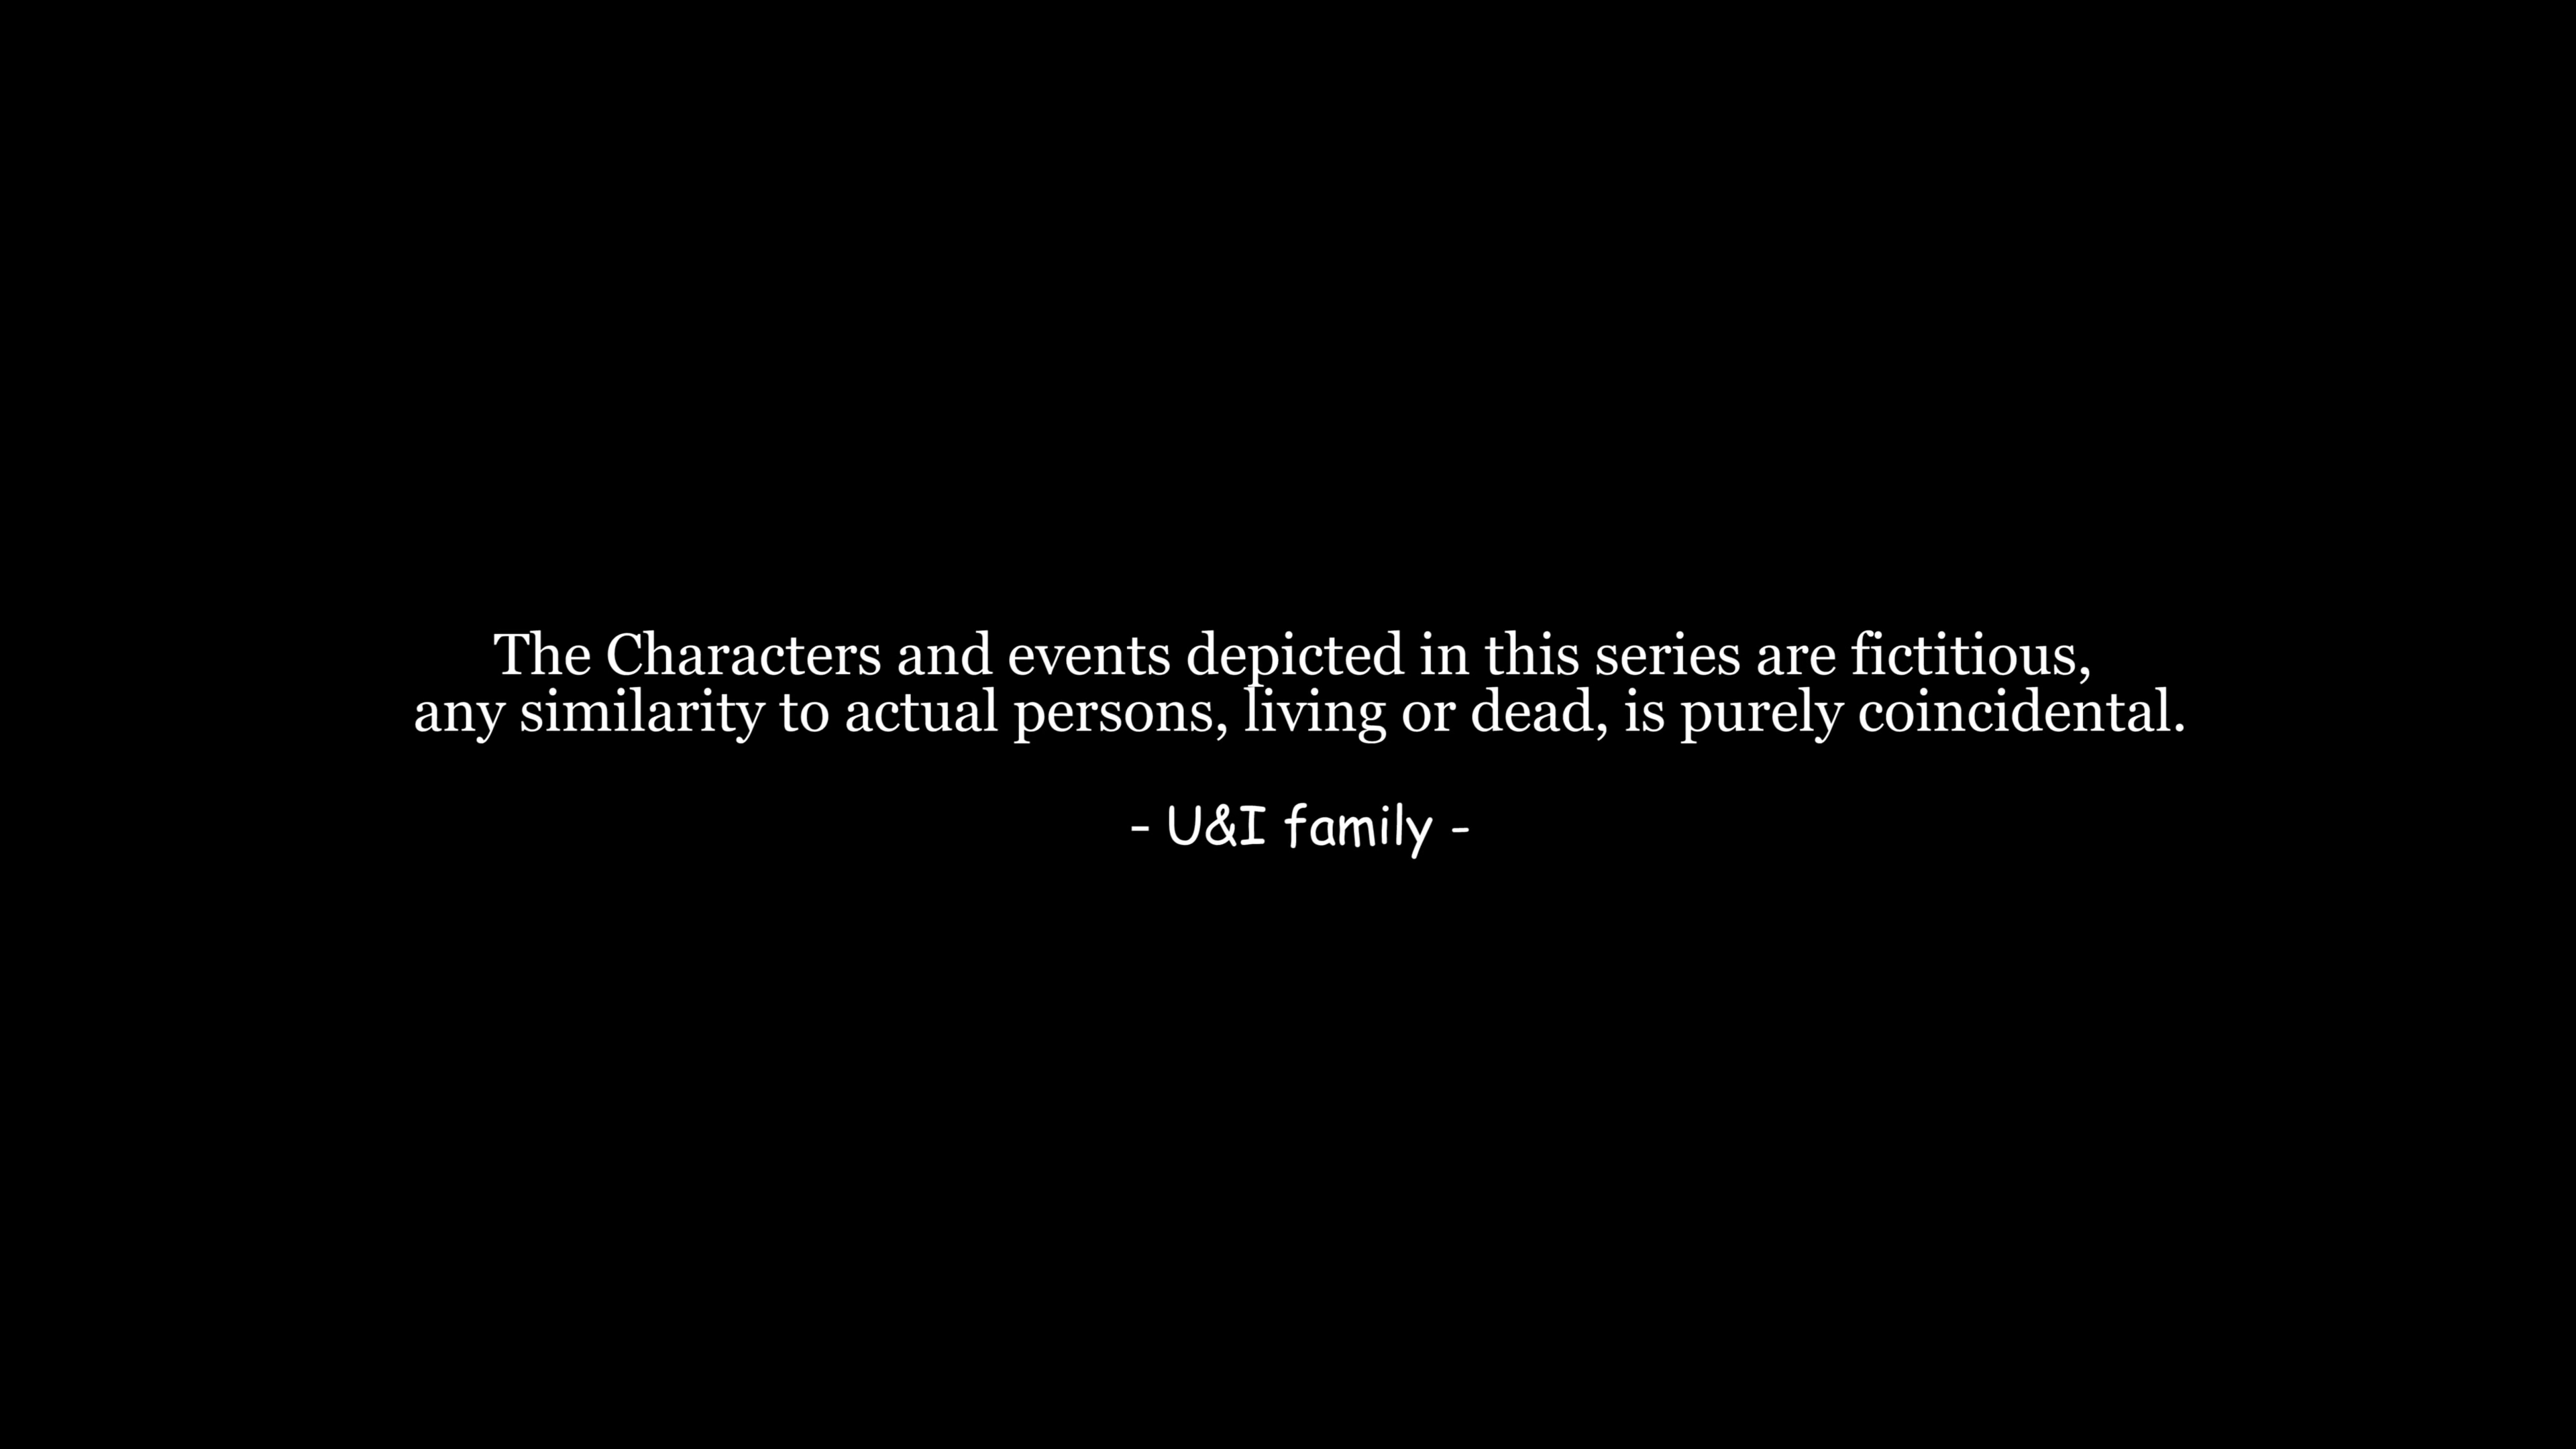 The Characters and events depicted in this series are fictitious,
any similarity to actual persons, living or dead, is purely coincidental.
- U&I family -